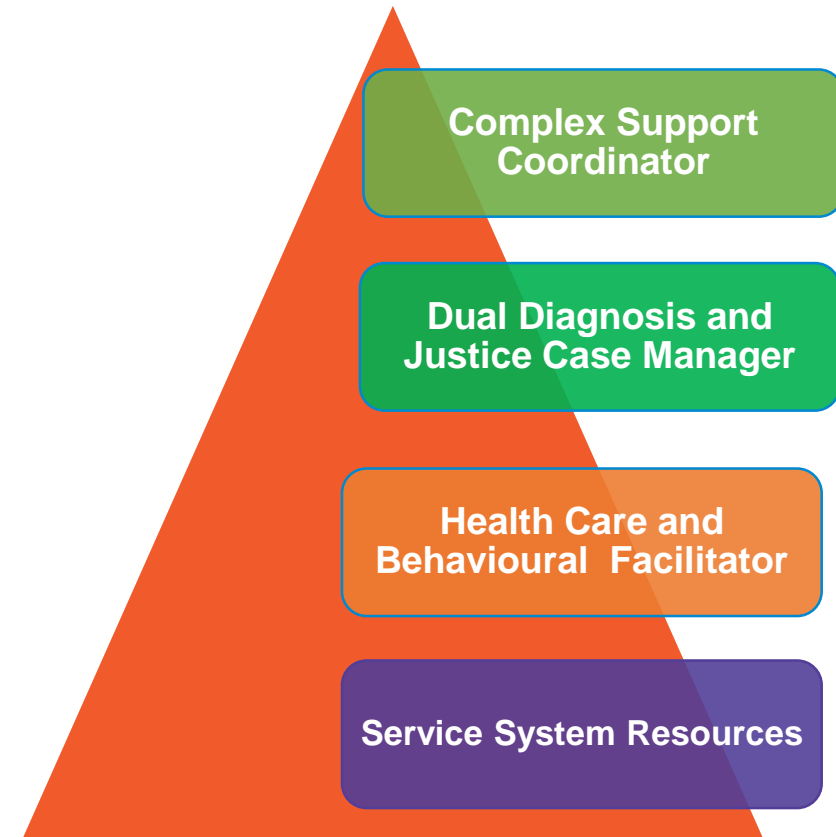 Complex Support
Coordinator
Dual Diagnosis and
Justice Case Manager
Health Care and
Behavioural  Facilitator
Service System Resources